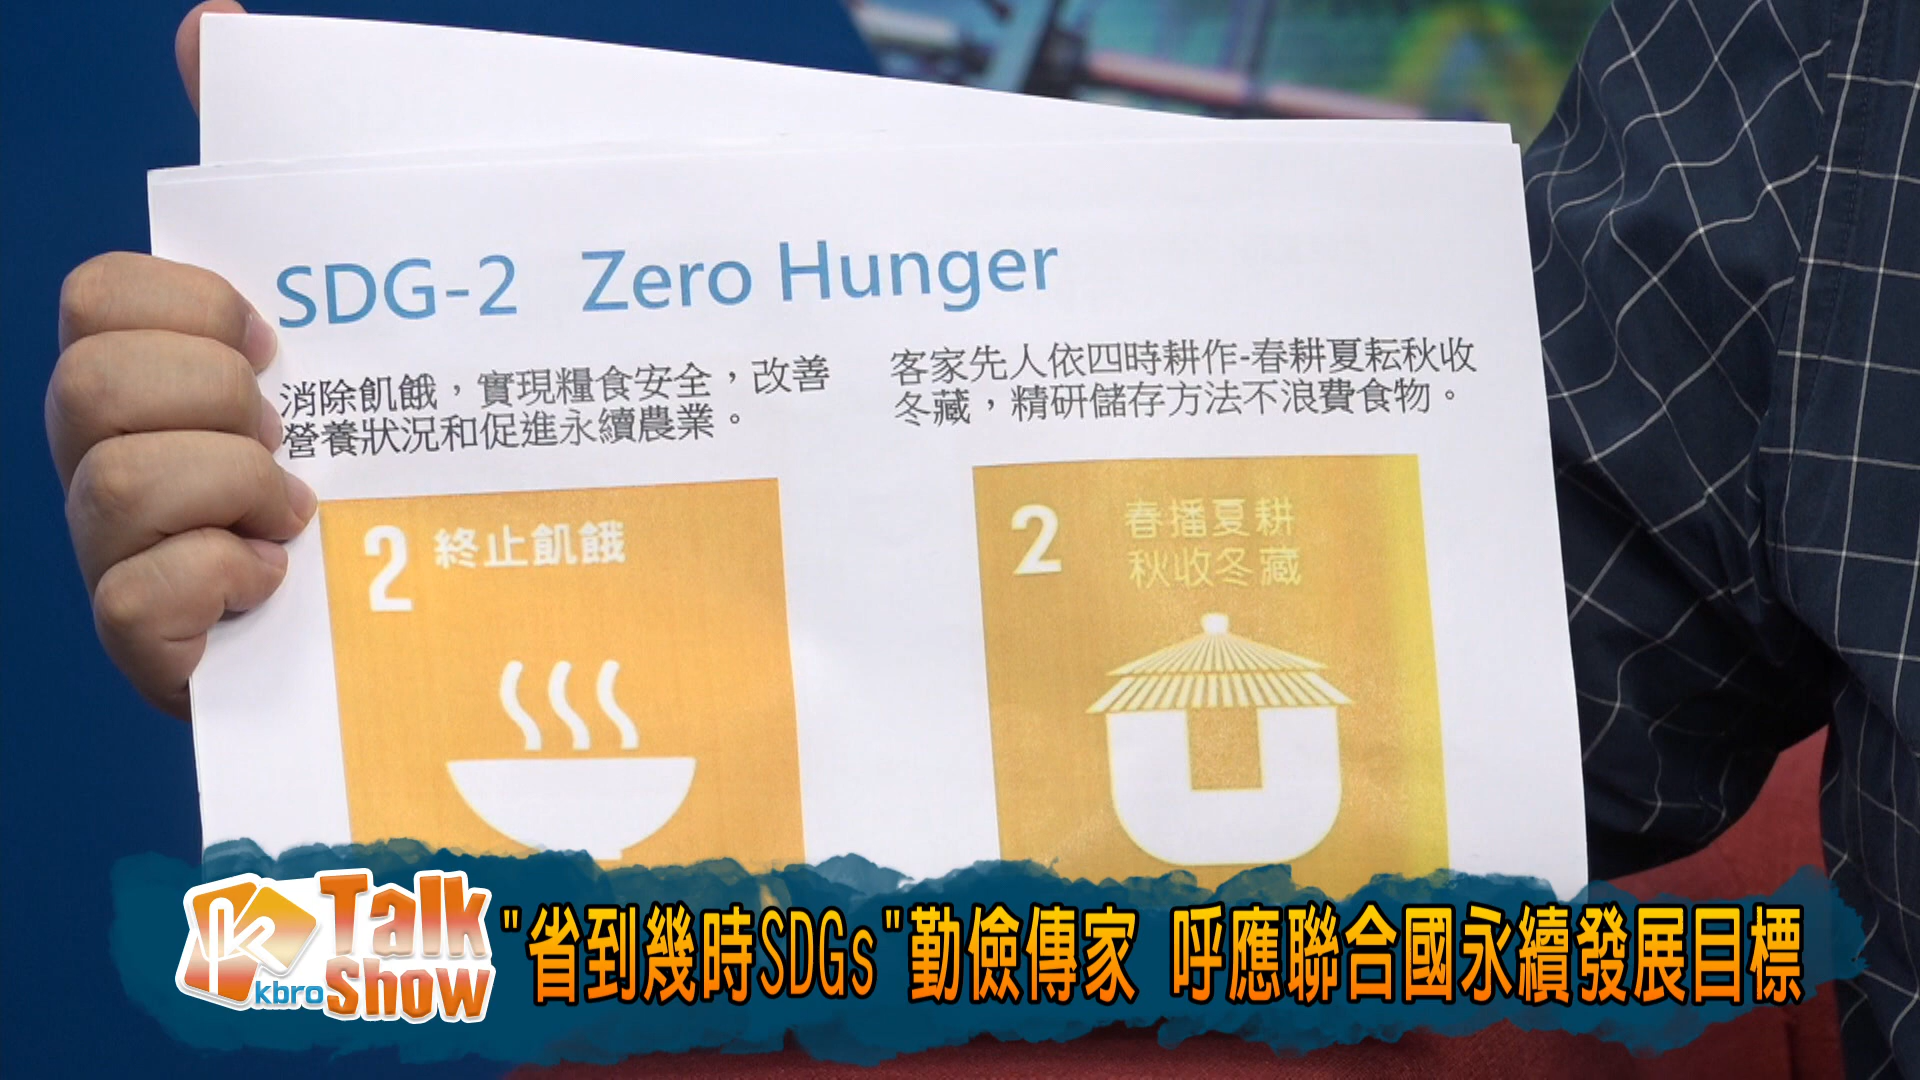 SDG-2 Zero Hunger
消除飢餓，實現糧食安全，改善
營養狀況和促進永續農業。
客家先人依四時耕作-春耕夏耘秋收
冬藏，精研儲存方法不浪費食物。
2 終止飢餓
2 春播夏耕
秋收冬藏
Talk
kbro Show
"省到幾時SDGs"勤儉傳家 呼應聯合國永續發展目標